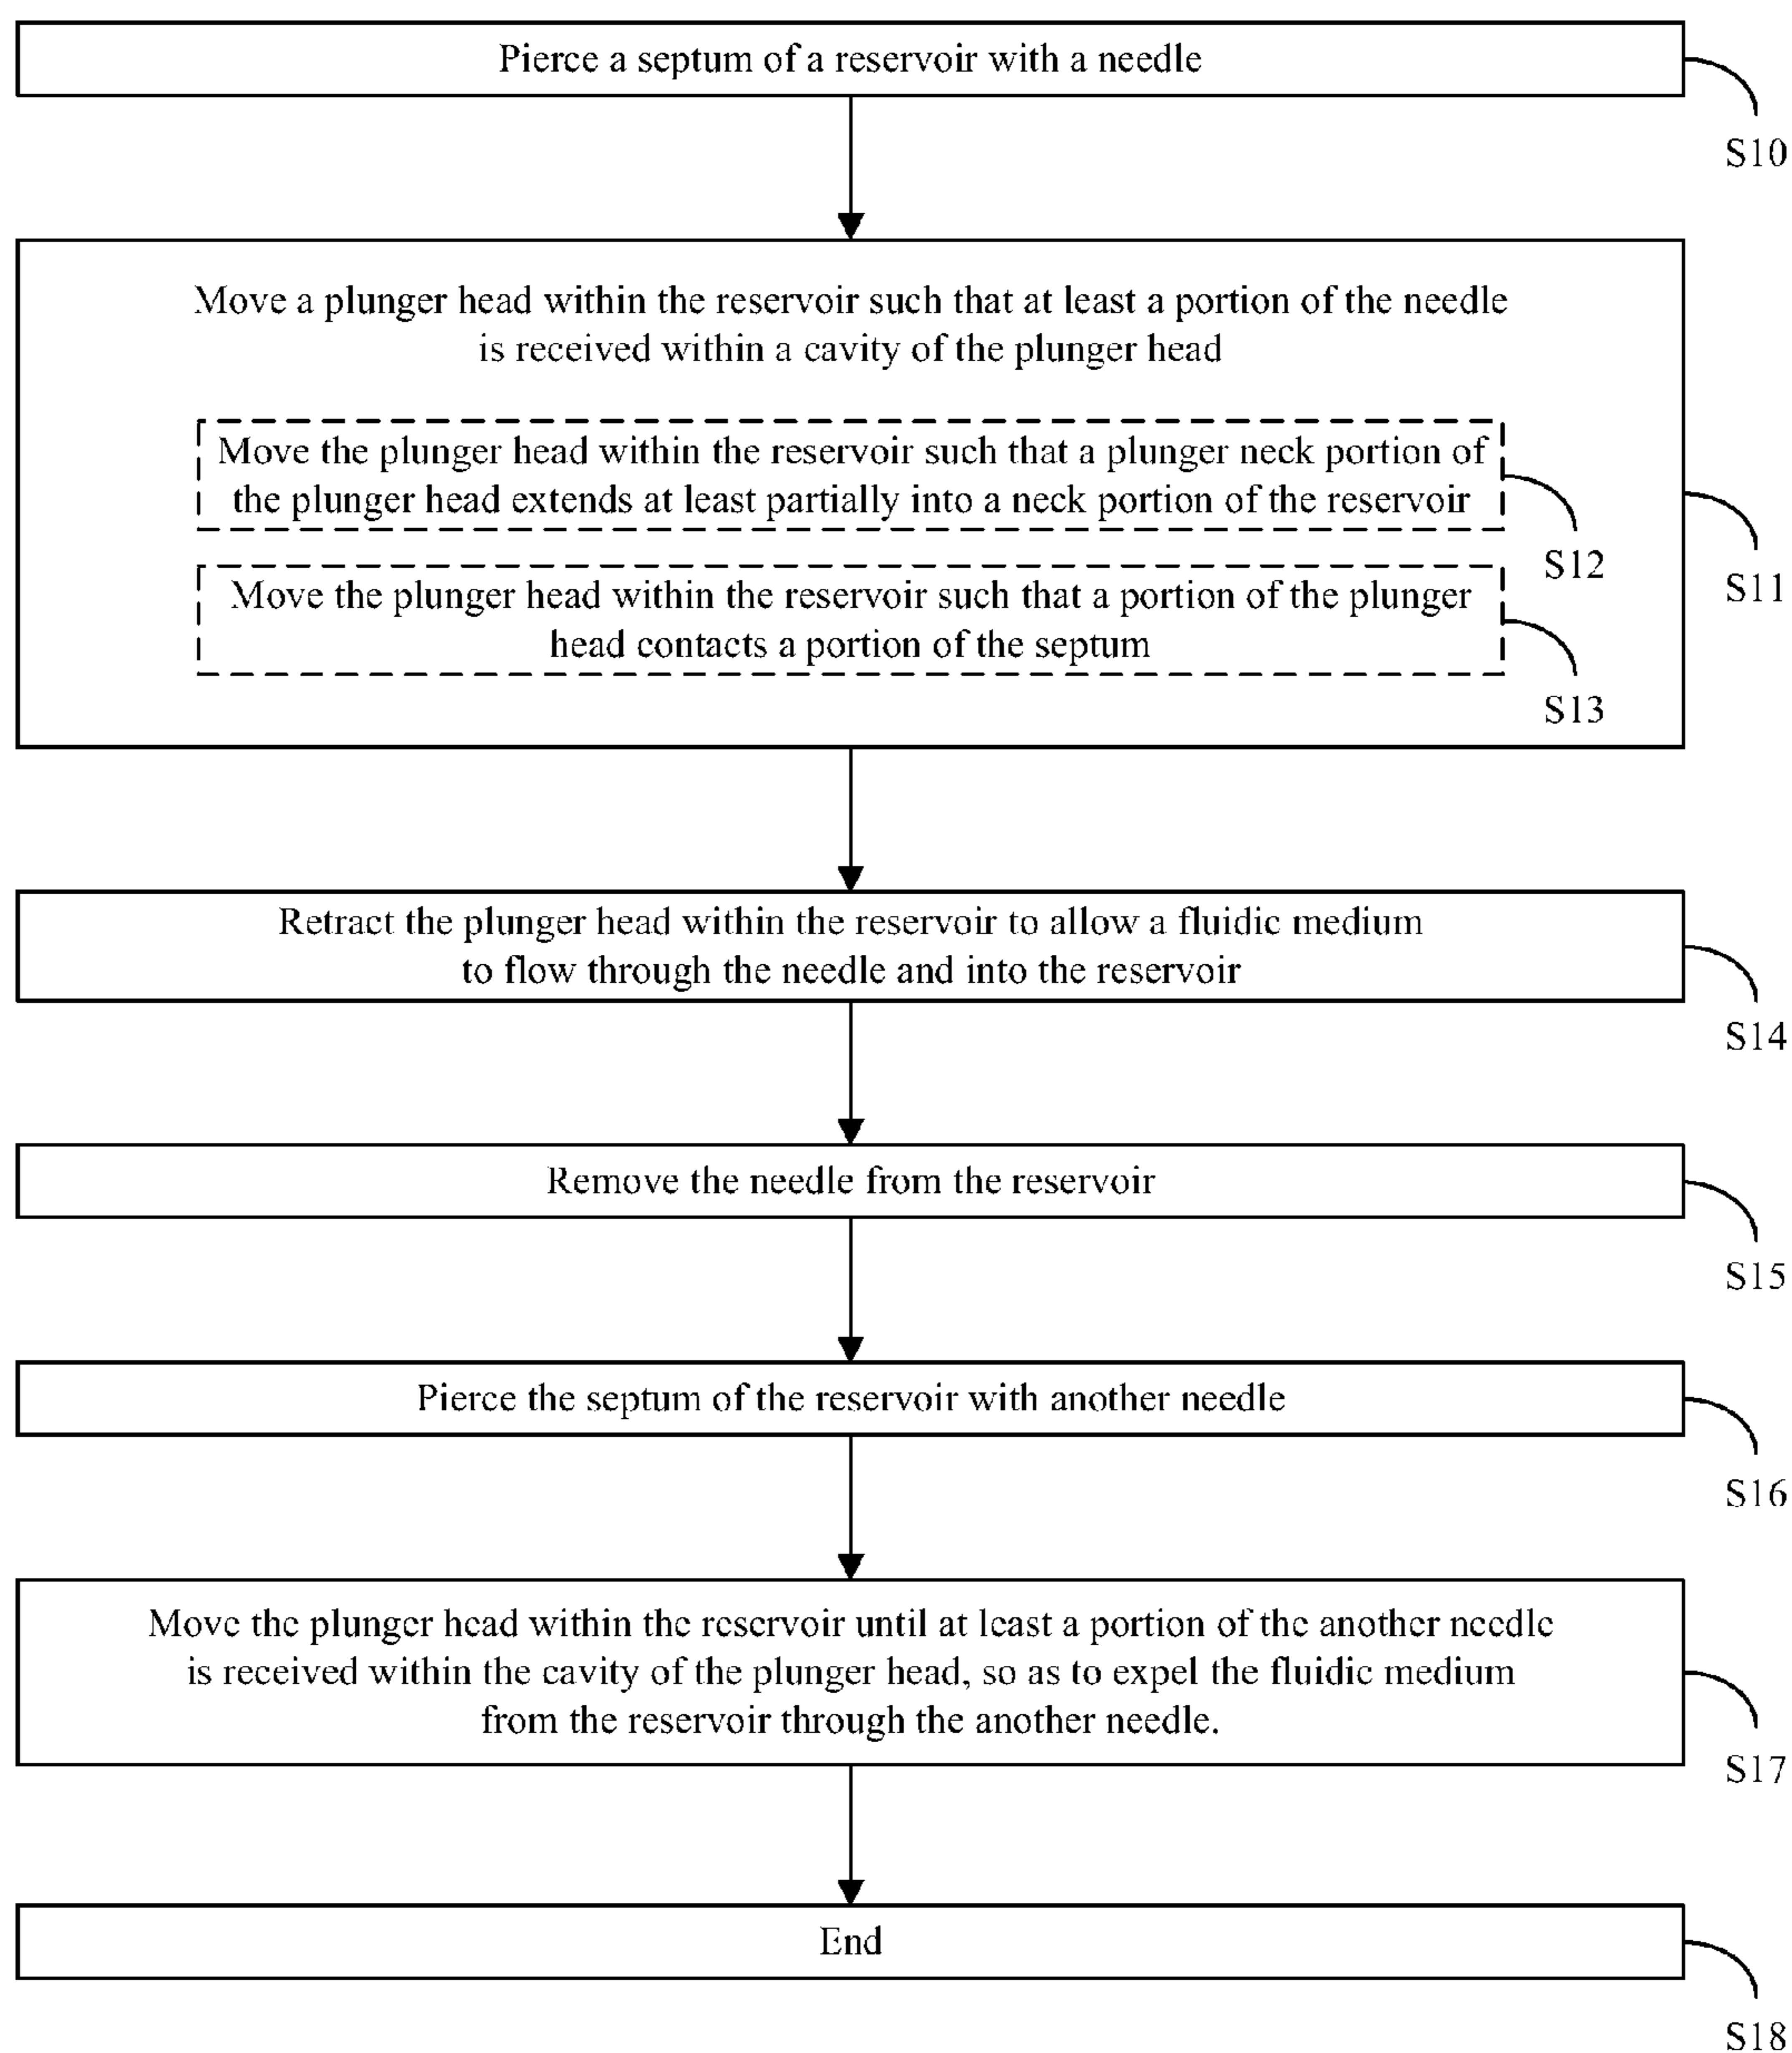 Pierce a septum of a reservoir with a needle
S10
Move a plunger head within the reservoir such that at least a portion of the needle
is received within a cavity of the plunger head
Move the plunger head within the reservoir such that a plunger neck portion of
the plunger head extends at least partially into a neck portion of the reservoir
S12
S11
Move the plunger head within the reservoir such that a portion of the plunger
head contacts a portion of the septum
S13
Retract the plunger head within the reservoir to allow a fluidic medium
to flow through the needle and into the reservoir
S14
Remove the needle from the reservoir
S15
Pierce the septum of the reservoir with another needle
S16
Move the plunger head within the reservoir until at least a portion of the another needle
is received within the cavity of the plunger head, so as to expel the fluidic medium
from the reservoir through the another needle.
S17
End
S18